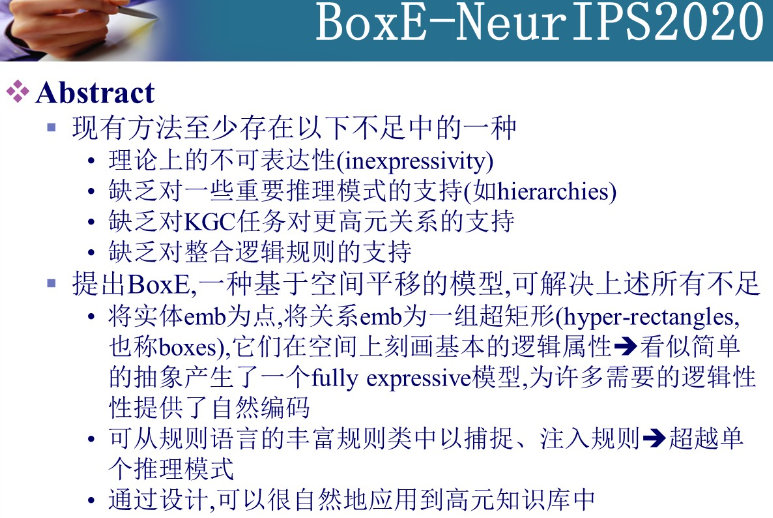 BoxE-NeurIPS2020
Abstract
现有方法至少存在以下不足中的一种
理论上的不可表达性(inexpressivity)
缺乏对一些重要推理模式的支持(如hierarchies)
缺乏对KGC任务对更高元关系的支持
缺乏对整合逻辑规则的支持
提出BoxE,一种基于空间平移的模型,可解决上述所有不足
将实体emb为点,将关系emb为一组超矩形(hyper-rectangles,
也称boxes),它们在空间上刻画基本的逻辑属性➔看似简单
的抽象产生了一个fully expressive模型,为许多需要的逻辑性
性提供了自然编码
可从规则语言的丰富规则类中以捕捉、注入规则➔超越单
个推理模式
通过设计,可以很自然地应用到高元知识库中